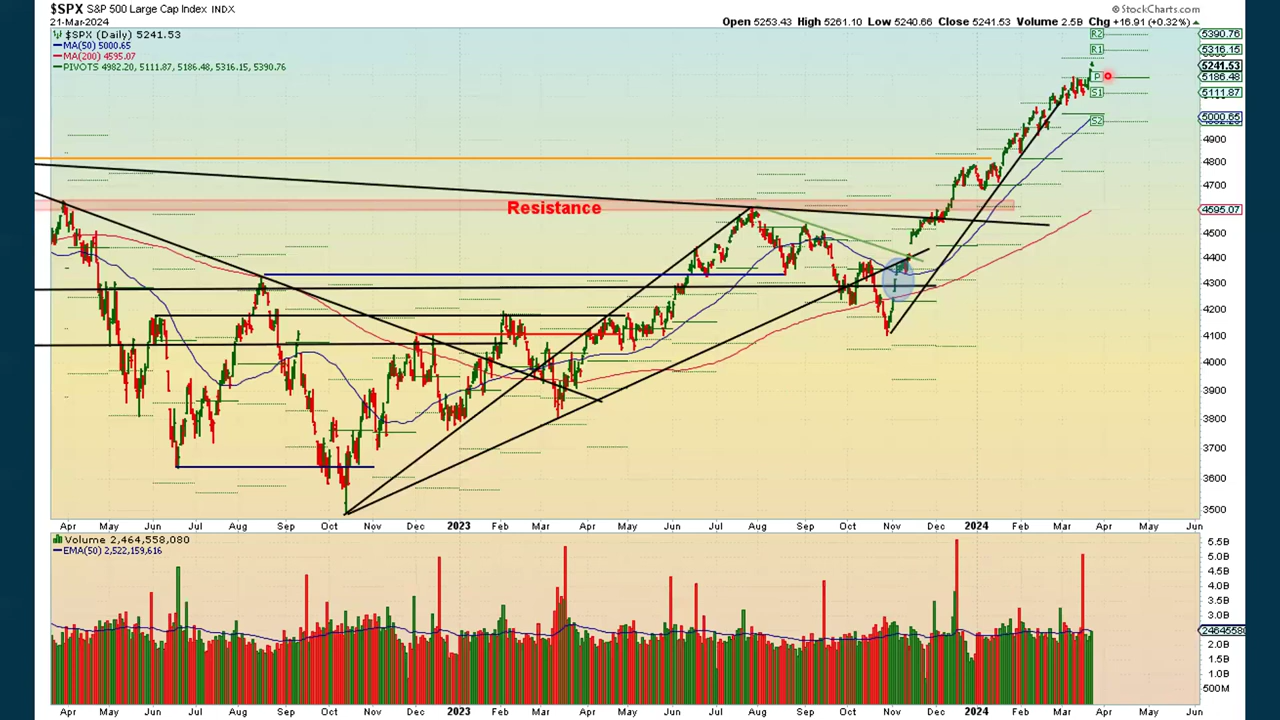 $SPX S&P 500 Large Cap Index INDX
© StockCharts.com
21-Mar-2024
Open 5253.43 High 5261.10 Low 5240.66 Close 5241.53 Volume 2.5B Chg +16.91 (+0.32%)
$SPX (Daily) 5241.53
MA(50) 5000.65
MA(200) 4595.07
PIVOTS 4982.20, 5111.87, 5186.48, 5316.15, 5390.76
R2
R1
P
S1
S2
5390.76
5316.15
5241.53
5186.48
5111.87
5000.65
4900
4800
4700
4595.07
4500
4400
4300
4200
4100
4000
3900
3800
3700
3600
3500
Resistance
Apr May Jun Jul Aug Sep Oct Nov Dec 2023 Feb Mar Apr May Jun Jul Aug Sep Oct Nov Dec 2024 Feb Mar Apr May Jun
Volume 2,464,558,080
EMA(50) 2,522,159,616
5.5B
5.0B
4.5B
4.0B
3.5B
3.0B
24645580
2.0B
1.5B
1.0B
500M
Apr May Jun Jul Aug Sep Oct Nov Dec 2023 Feb Mar Apr May Jun Jul Aug Sep Oct Nov Dec 2024 Feb Mar Apr May Jun